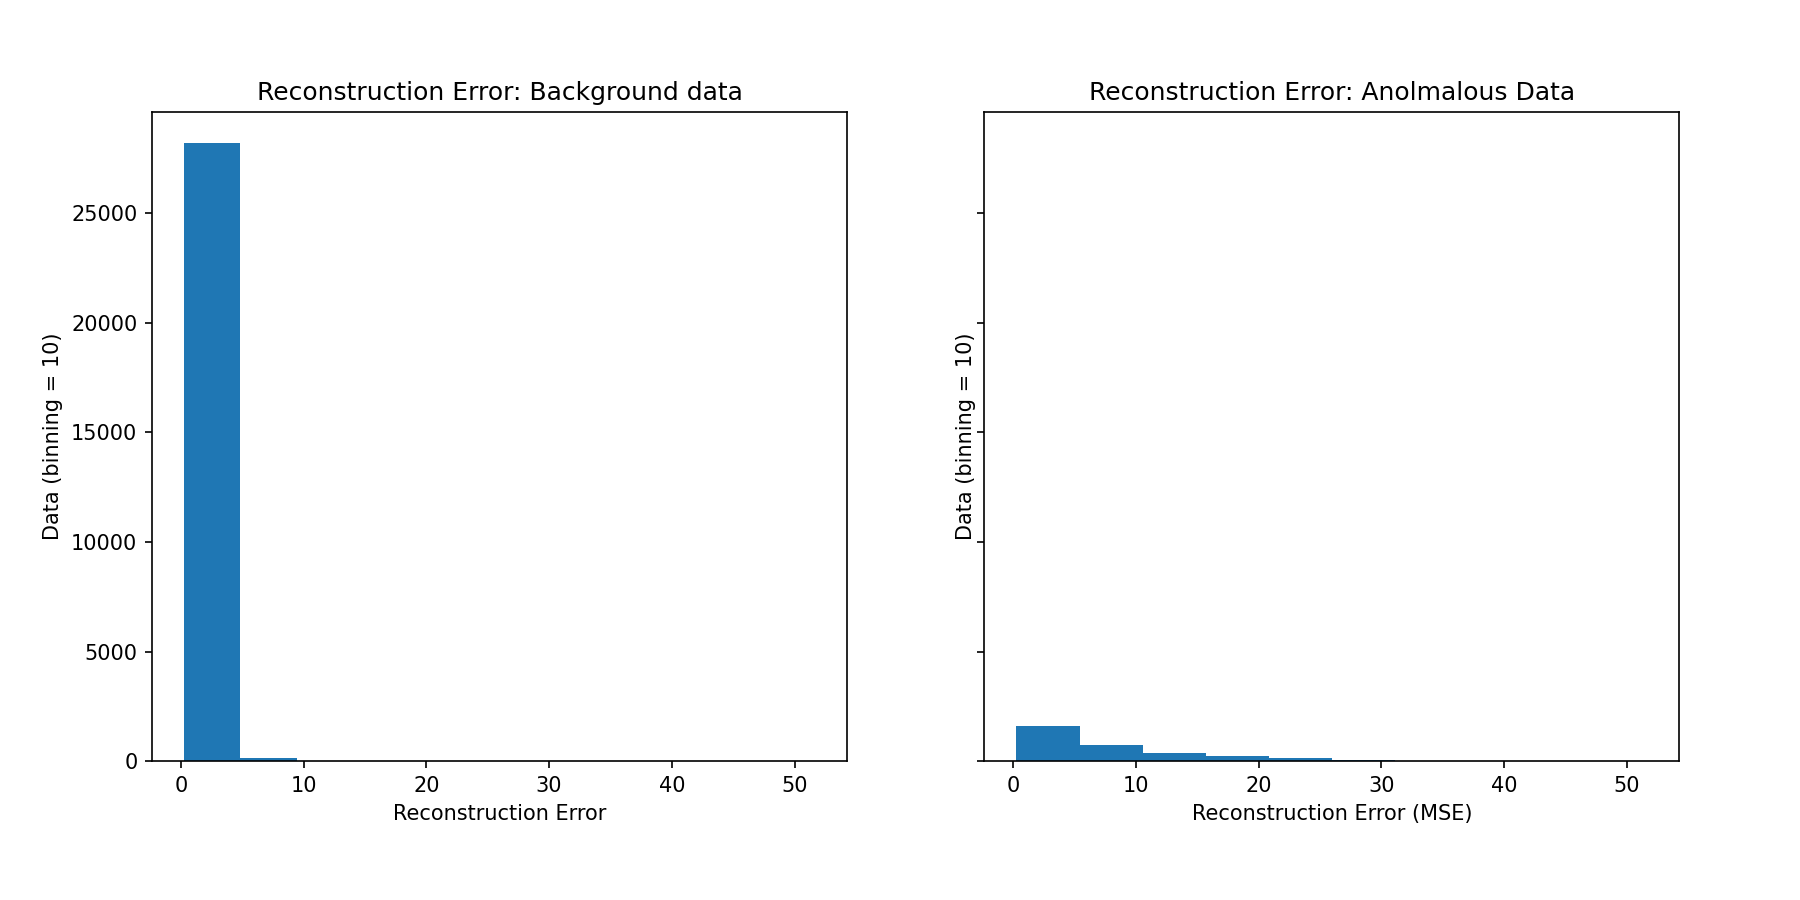 Reconstruction Error: Background data
Data (binning = 10)
25000
20000
15000
10000
5000
0
0 10 20 30 40 50
Reconstruction Error
Reconstruction Error: Anolmalous Data
Data (binning = 10)
0 10 20 30 40 50
Reconstruction Error (MSE)